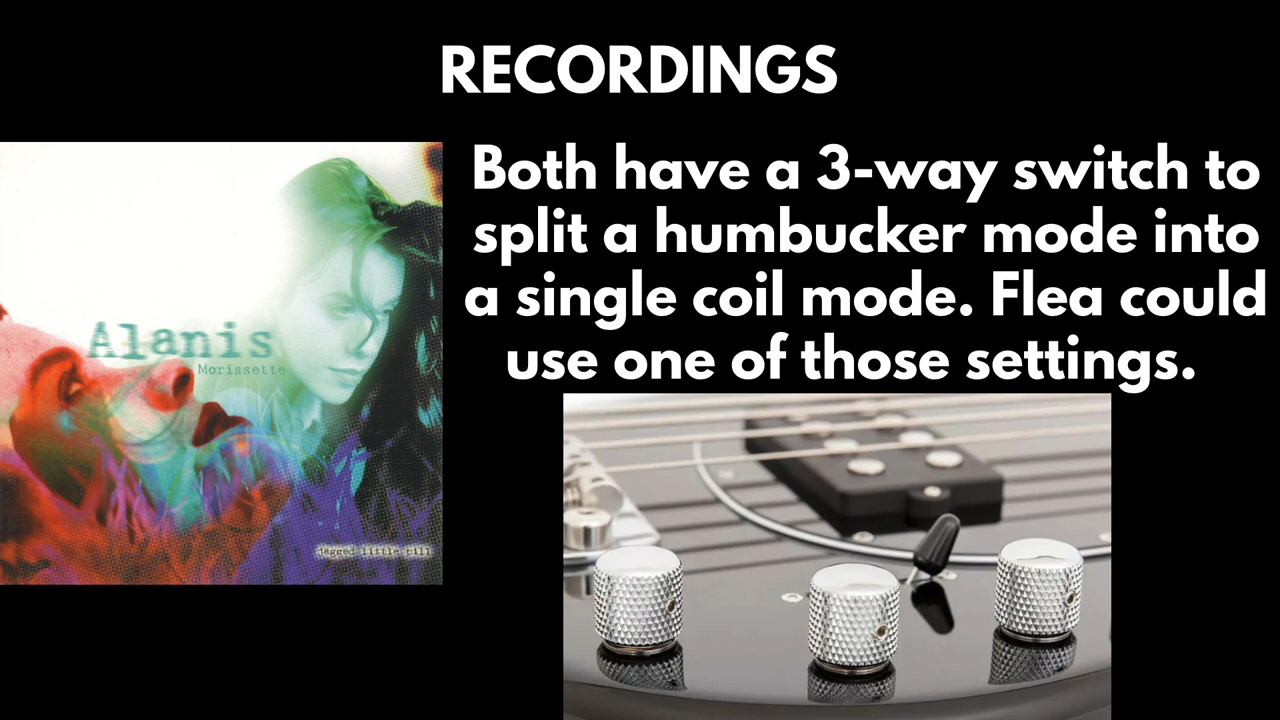 RECORDINGS
Both have a 3-way switch to
split a humbucker mode into
a single coil mode. Flea could
use one of those settings.
Alanis
Morissette
jagged little pill